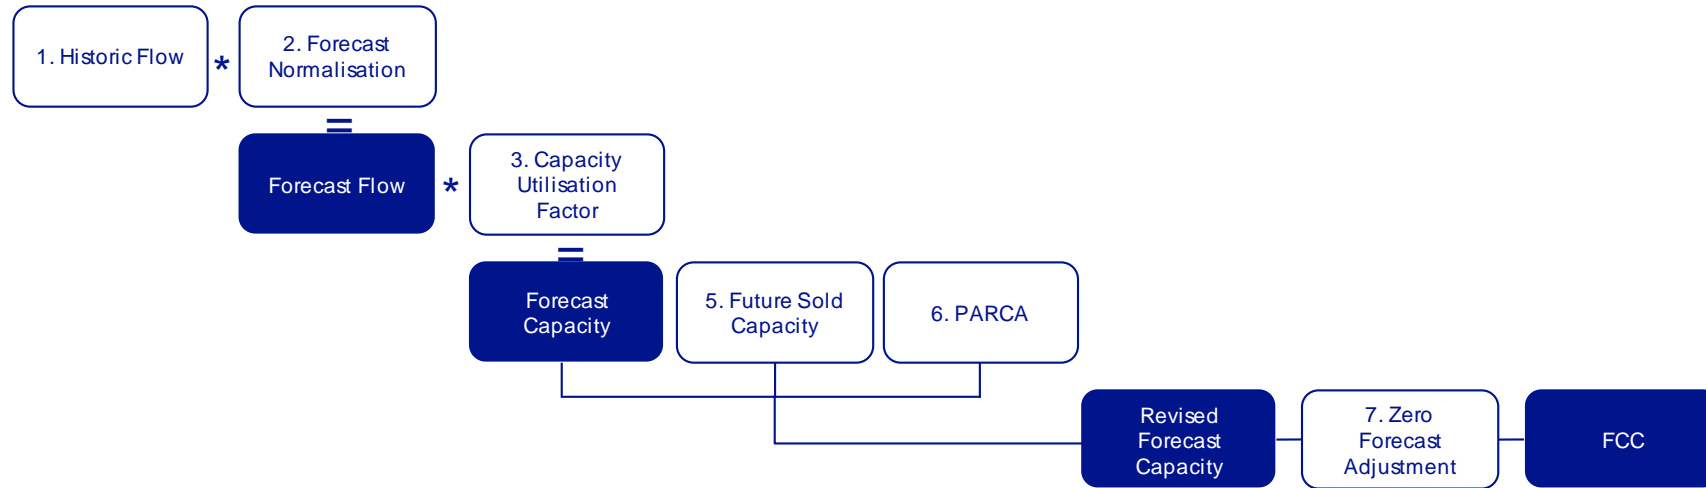 1. Historic Flow
*
2. Forecast
Normalisation
=
Forecast Flow
*
3. Capacity
Utilisation
Factor
=
Forecast
Capacity
5. Future Sold
Capacity
6. PARCA
Revised
Forecast
Capacity
7. Zero
Forecast
Adjustment
FCC